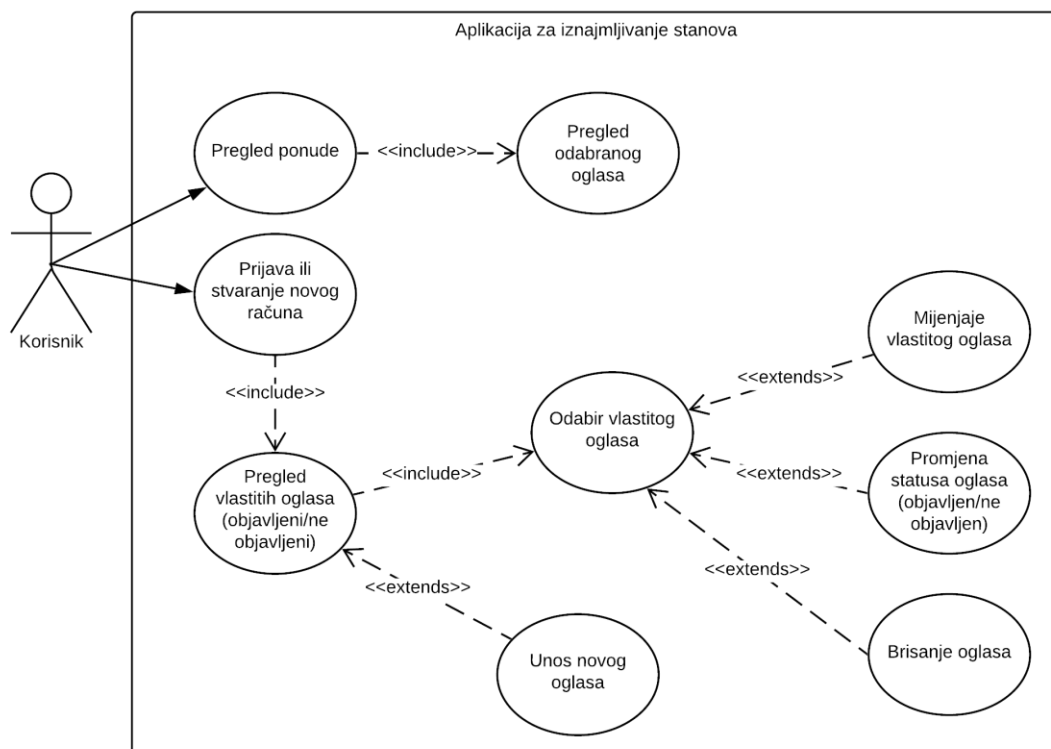 Aplikacija za iznajmljivanje stanova
Pregled ponude
<<include>>
Pregled
odabranog
oglasa
Korisnik
Prijava ili
stvaranje novog
računa
<<include>>
Mijenjaje
vlastitog oglasa
<<extends>>
Odabir vlastitog
oglasa
Pregled
vlastitih oglasa
(objavljeni/ne
objavljeni)
<<include>>
<<extends>>
Promjena
statusa oglasa
(objavljen/ne
objavljen)
<<extends>>
<<extends>>
Unos novog
oglasa
Brisanje oglasa